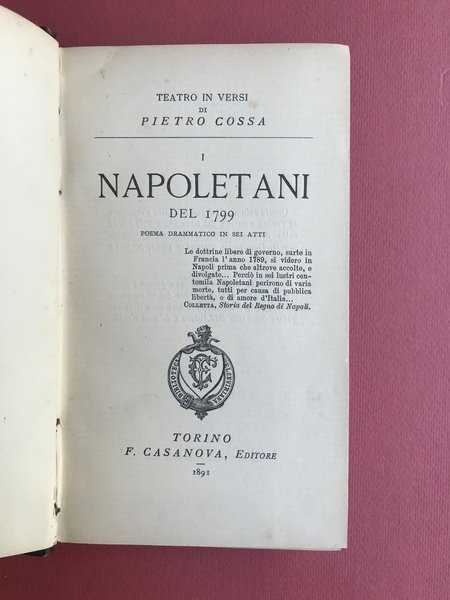 TEATRO IN VERSI
DI
PIETRO COSSA
I
NAPOLETANI
DEL 1799
POEMA DRAMMATICO IN SEI ATTI
Le dottrine libere di governo, surte in
Francia l'anno 1789, si videro in
Napoli prima che altrove accolte, e
divolgate... Perciò in sei lustri cen-
tomila Napoletani perirono di varia
morte, tutti per causa di pubblica
libertà, o di amore d'Italia...
COLLETTA, Storia del Regno di Napoli.
BIBLIOTECA
TORINO
F. CASANOVA, EDITORE
1891